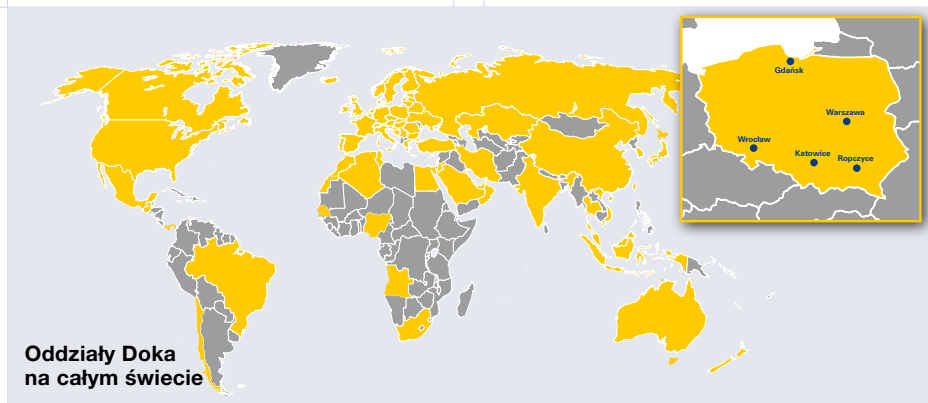 Gdańsk
Warszawa
Wrocław
Katowice
Ropczyce
Oddziały Doka
na całym świecie